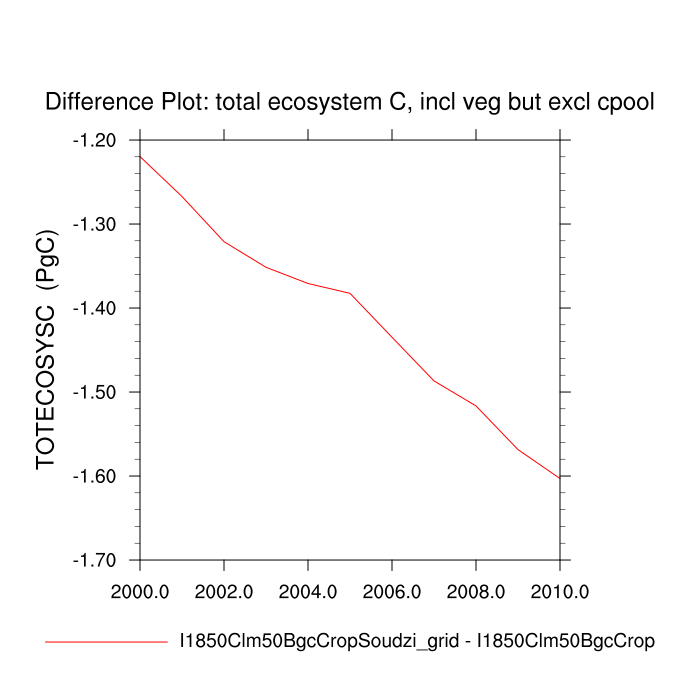 Difference Plot: total ecosystem C, incl veg but excl cpool
-1.20
-1.30
-1.40
-1.50
-1.60
-1.70
TOTECOSYSC (PgC)
2000.0 2002.0 2004.0 2006.0 2008.0 2010.0
I1850Clm50BgcCropSoudzi_grid - I1850Clm50BgcCrop